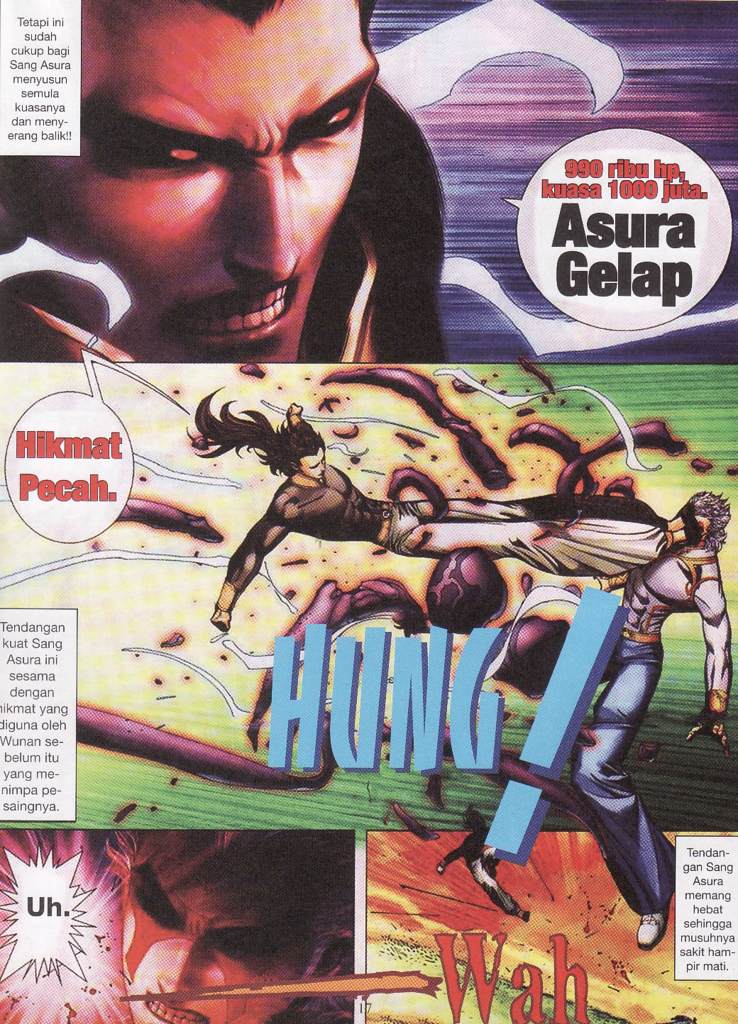 Tetapi ini
sudah
cukup bagi
Sang Asura
menyusun
semula
kuasanya
dan meny-
erang balik!!
990 ribu hp,
kuasa 1000 juta.
Asura
Gelap
Hikmat
Pecah.
HUNG!
Tendangan
kuat Sang
Asura ini
sesama
dengan
hikmat yang
diguna oleh
Wunan se-
belum itu
yang me-
nimpa pe-
saingnya.
Uh.
Tendan-
gan Sang
Asura
memang
hebat
sehingga
musuhnya
sakit ham-
pir mati.
Wah
17